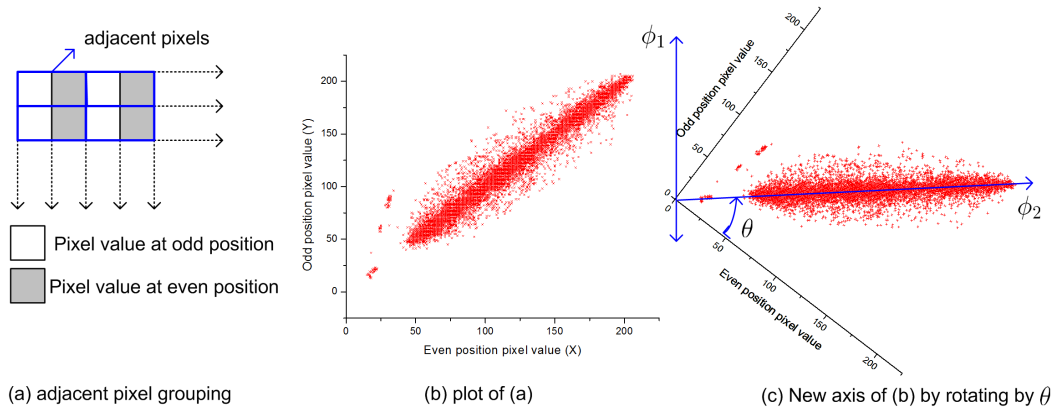 adjacent pixels
Pixel value at odd position
Pixel value at even position
(a) adjacent pixel grouping
Odd position pixel value (Y)
200
150
100
50
0
0
50
100
150
200
Even position pixel value (X)
(b) plot of (a)
ϕ1
Odd position pixel value
200
150
100
50
0
0
50
100
150
200
Even position pixel value
θ
ϕ2
(c) New axis of (b) by rotating by θ